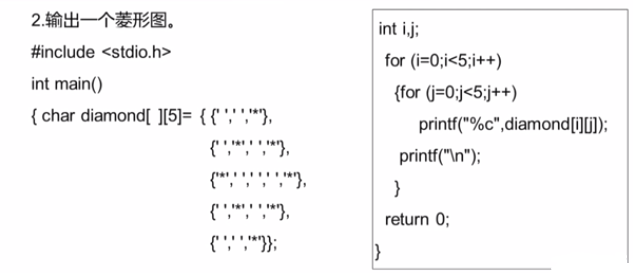 2.输出一个菱形图。
#include <stdio.h>
int main()
{ char diamond[ ][5]= { {' ',' ','*'},
{' ','*',' ','*'},
{'*',' ',' ',' ','*'},
{' ','*',' ','*'},
{' ',' ','*'}};
int i,j;
for (i=0;i<5;i++)
{for (j=0;j<5;j++)
printf("%c",diamond[i][j]);
printf("\n");
}
return 0;
}